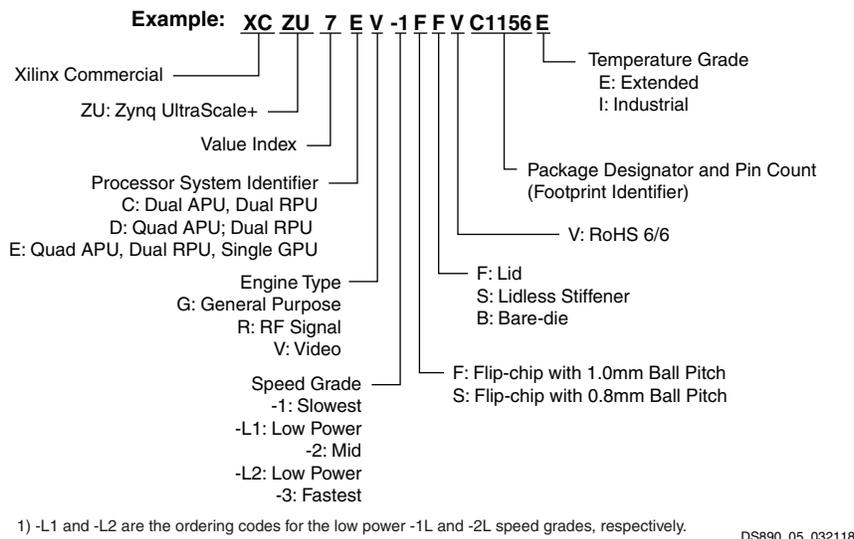 Example: XC ZU 7 E V -1 F F V C1156 E
Xilinx Commercial
ZU: Zynq UltraScale+
Value Index
Processor System Identifier
C: Dual APU, Dual RPU
D: Quad APU; Dual RPU
E: Quad APU, Dual RPU, Single GPU
Engine Type
G: General Purpose
R: RF Signal
V: Video
Speed Grade
-1: Slowest
-L1: Low Power
-2: Mid
-L2: Low Power
-3: Fastest
Temperature Grade
E: Extended
I: Industrial
Package Designator and Pin Count
(Footprint Identifier)
V: RoHS 6/6
F: Lid
S: Lidless Stiffener
B: Bare-die
F: Flip-chip with 1.0mm Ball Pitch
S: Flip-chip with 0.8mm Ball Pitch
1) -L1 and -L2 are the ordering codes for the low power -1L and -2L speed grades, respectively.
DS890_05_032118